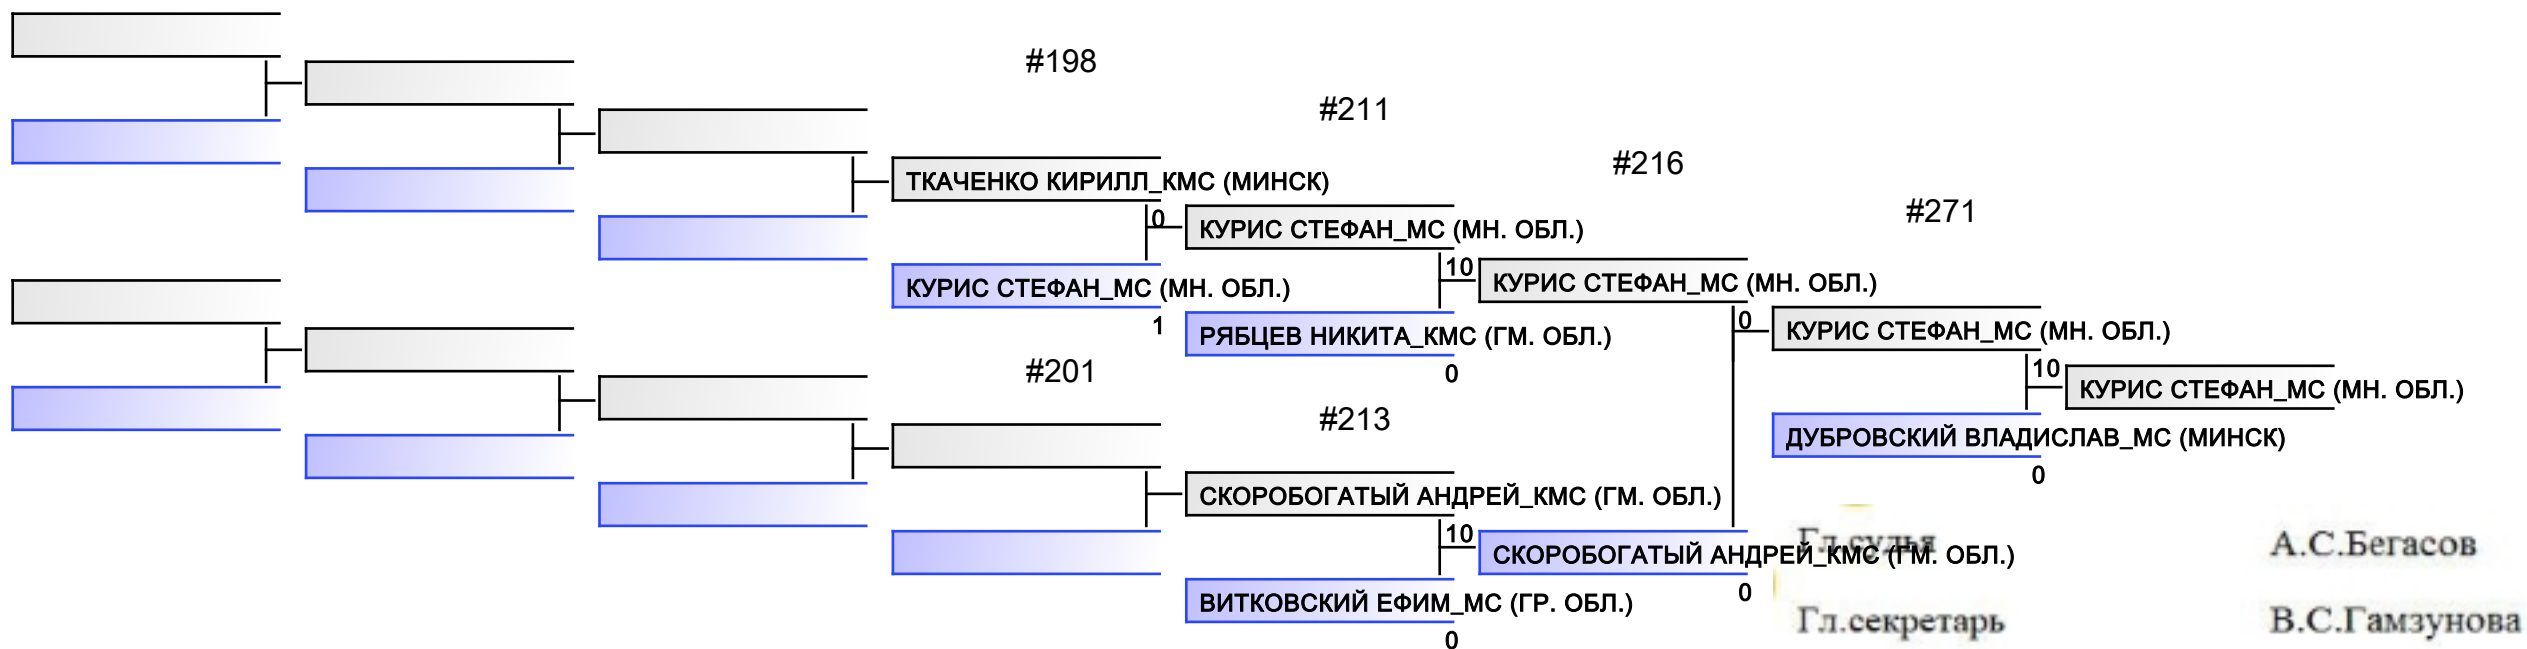 #198
#211
#216
ТКАЧЕНКО КИРИЛЛ_КМС (МИНСК)
#271
0
КУРИС СТЕФАН_МС (МН. ОБЛ.)
10
КУРИС СТЕФАН_МС (МН. ОБЛ.)
КУРИС СТЕФАН_МС (МН. ОБЛ.)
1
РЯБЦЕВ НИКИТА_КМС (ГМ. ОБЛ.)
0
0
КУРИС СТЕФАН_МС (МН. ОБЛ.)
#201
10
КУРИС СТЕФАН_МС (МН. ОБЛ.)
#213
ДУБРОВСКИЙ ВЛАДИСЛАВ_МС (МИНСК)
0
СКОРОБОГАТЫЙ АНДРЕЙ_КМС (ГМ. ОБЛ.)
10
СКОРОБОГАТЫЙ АНДРЕЙ_КМС (ГМ. ОБЛ.)
0
ВИТКОВСКИЙ ЕФИМ_МС (ГР. ОБЛ.)
0
Гл.судья А.С.Бегасов
Гл.секретарь В.С.Гамзунова